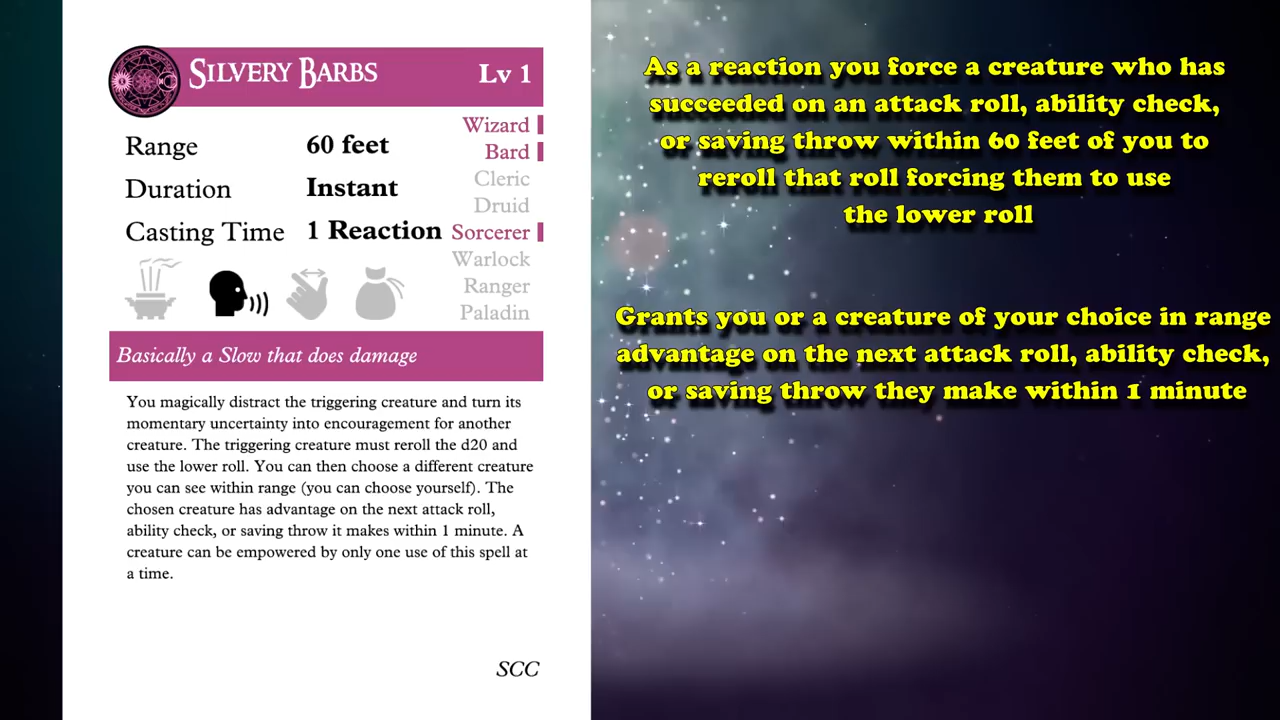 SILVERY BARBS
Lv 1
Range 60 feet
Duration Instant
Casting Time 1 Reaction
Wizard
Bard
Cleric
Druid
Sorcerer
Warlock
Ranger
Paladin
Basically a Slow that does damage
You magically distract the triggering creature and turn its
momentary uncertainty into encouragement for another
creature. The triggering creature must reroll the d20 and
use the lower roll. You can then choose a different creature
you can see within range (you can choose yourself). The
chosen creature has advantage on the next attack roll,
ability check, or saving throw it makes within 1 minute. A
creature can be empowered by only one use of this spell at
a time.
SCC
As a reaction you force a creature who has
succeeded on an attack roll, ability check,
or saving throw within 60 feet of you to
reroll that roll forcing them to use
the lower roll
Grants you or a creature of your choice in range
advantage on the next attack roll, ability check,
or saving throw they make within 1 minute